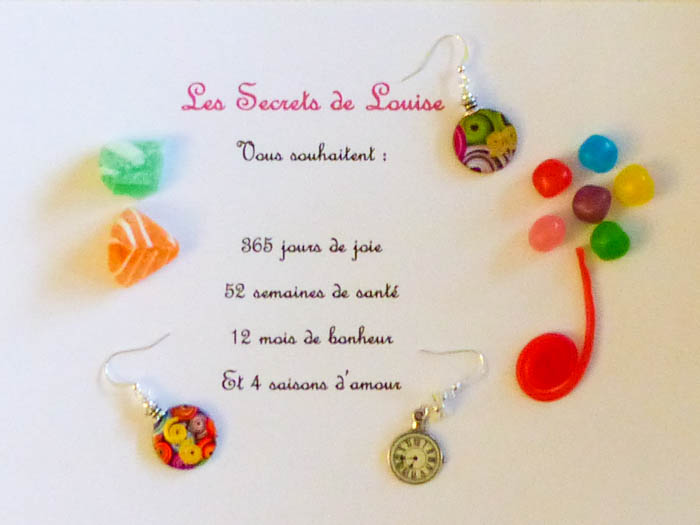 Les Secrets de Louise
Vous souhaitent :
365 jours de joie
52 semaines de santé
12 mois de bonheur
Et 4 saisons d'amour